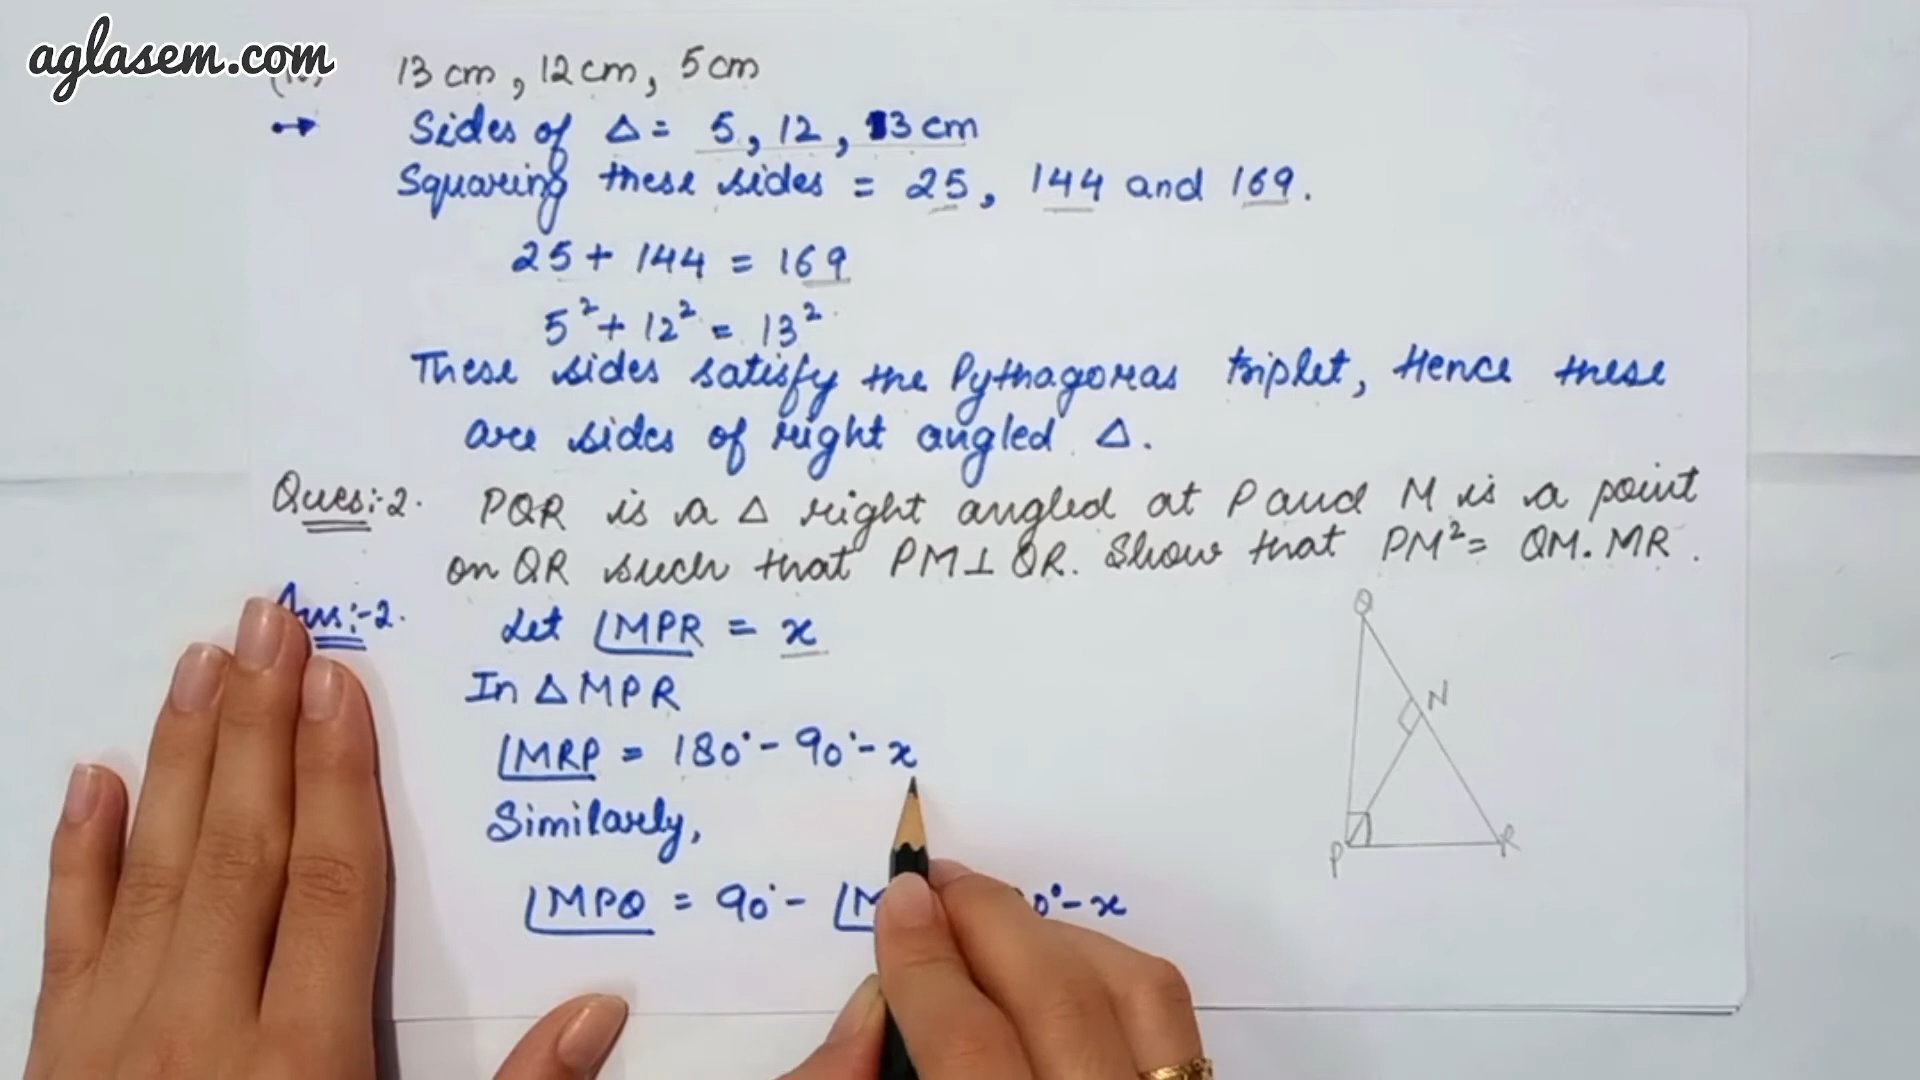 aglasem.com
13 cm, 12 cm, 5 cm
Sides of Δ = 5, 12, 13 cm
Squaring these sides = 25, 144 and 169.
25 + 144 = 169
5² + 12² = 13²
These sides satisfy the Pythagoras triplet, Hence these
are sides of right angled Δ.
Ques:-2. PQR is a Δ right angled at P and M is a point
on QR such that PM⊥QR. Show that PM² = QM.MR.
Ans:-2. Let ∠MPR = x
In ΔMPR
∠MRP = 180° - 90° - x
Similarly,
∠MPQ = 90° - - x
Q
M
P
R